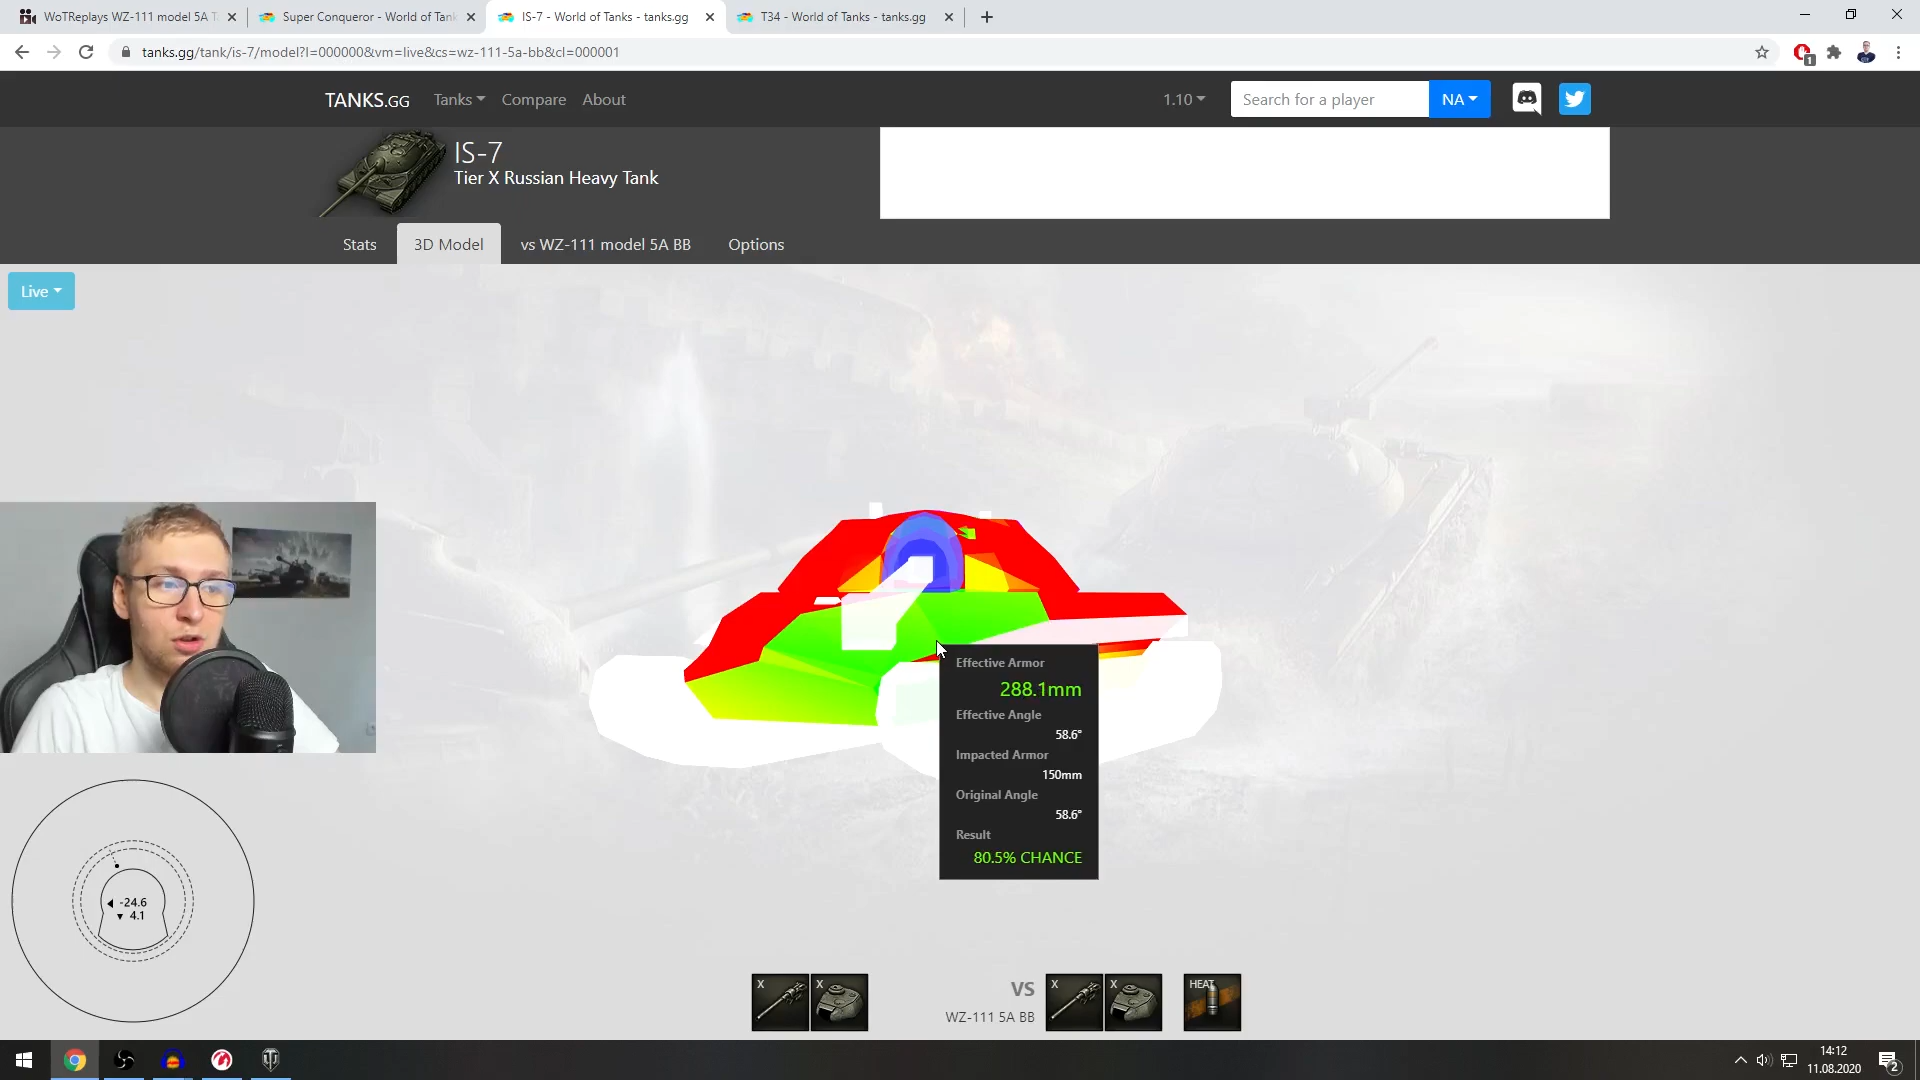 WoTReplays WZ-111 model 5A T
Super Conqueror - World of Tank
IS-7 - World of Tanks - tanks.gg
T34 - World of Tanks - tanks.gg
tanks.gg/tank/is-7/model?l=000000&vm=live&cs=wz-111-5a-bb&cl=000001
1
TANKS.GG
Tanks
Compare
About
1.10
Search for a player
NA
IS-7
Tier X Russian Heavy Tank
Stats
3D Model
vs WZ-111 model 5A BB
Options
Live
Effective Armor
288.1mm
Effective Angle
58.6°
Impacted Armor
150mm
Original Angle
58.6°
Result
80.5% CHANCE
-24.6
4.1
X
X
VS
WZ-111 5A BB
X
X
HEAT
14:12
11.08.2020
2